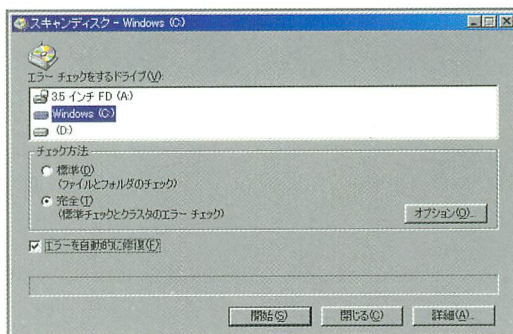 スキャンディスク - Windows (C:)
エラー チェックをするドライブ(V):
3.5 インチ FD (A:)
Windows (C:)
(D:)
チェック方法
標準(D)
(ファイルとフォルダのチェック)
完全(T)
(標準チェックとクラスタのエラー チェック)
オプション(O)...
エラーを自動的に修復(F)
開始(S)
閉じる(C)
詳細(A)...